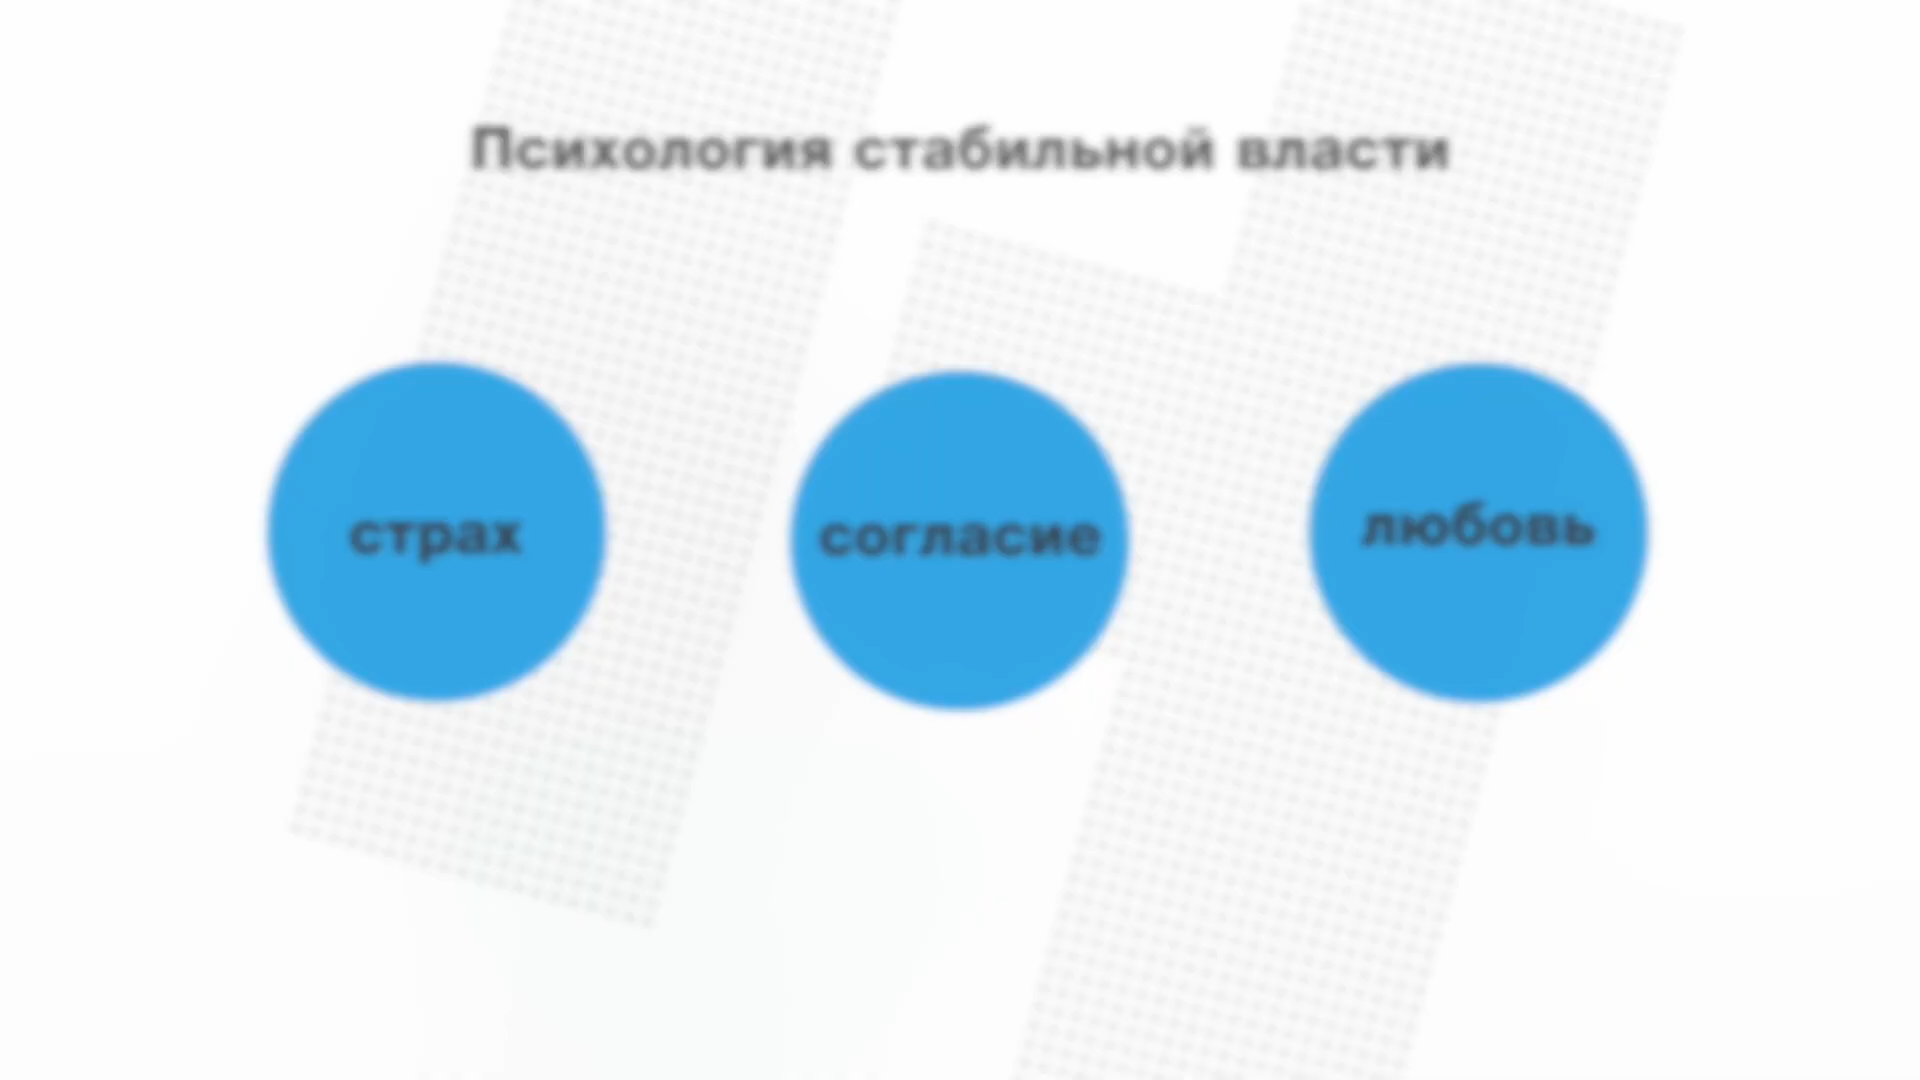 Психология стабильной власти
страх
согласие
любовь